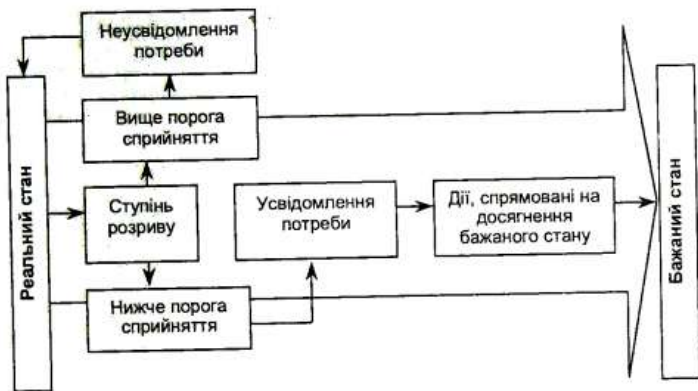 Неусвідомлення
потреби
Вище порога
сприйняття
Реальний стан
Ступінь
розриву
Усвідомлення
потреби
Дії, спрямовані на
досягнення
бажаного стану
Бажаний стан
Нижче порога
сприйняття